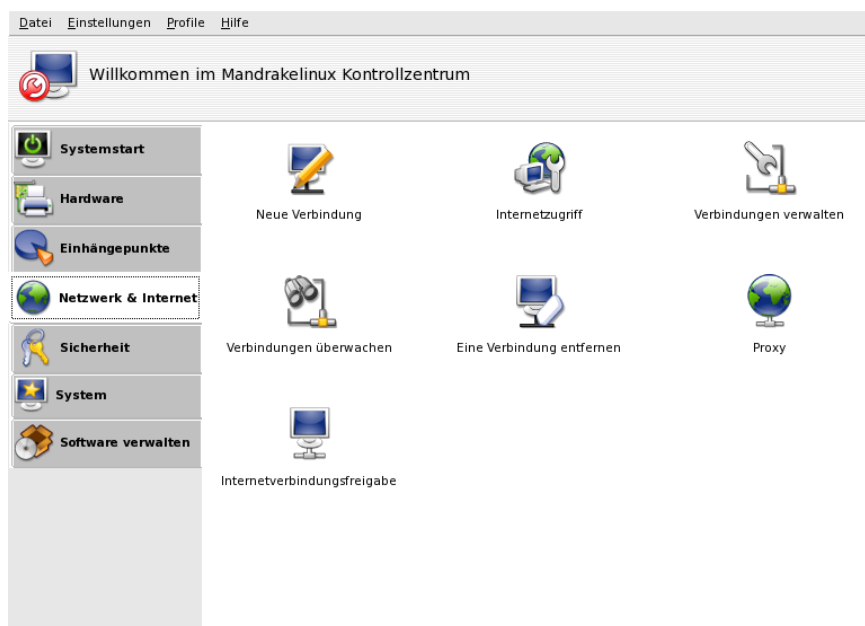 Datei Einstellungen Profile Hilfe
Willkommen im Mandrakelinux Kontrollzentrum
Systemstart
Hardware
Einhängepunkte
Netzwerk & Internet
Sicherheit
System
Software verwalten
Neue Verbindung
Internetzugriff
Verbindungen verwalten
Verbindungen überwachen
Eine Verbindung entfernen
Proxy
Internetverbindungsfreigabe